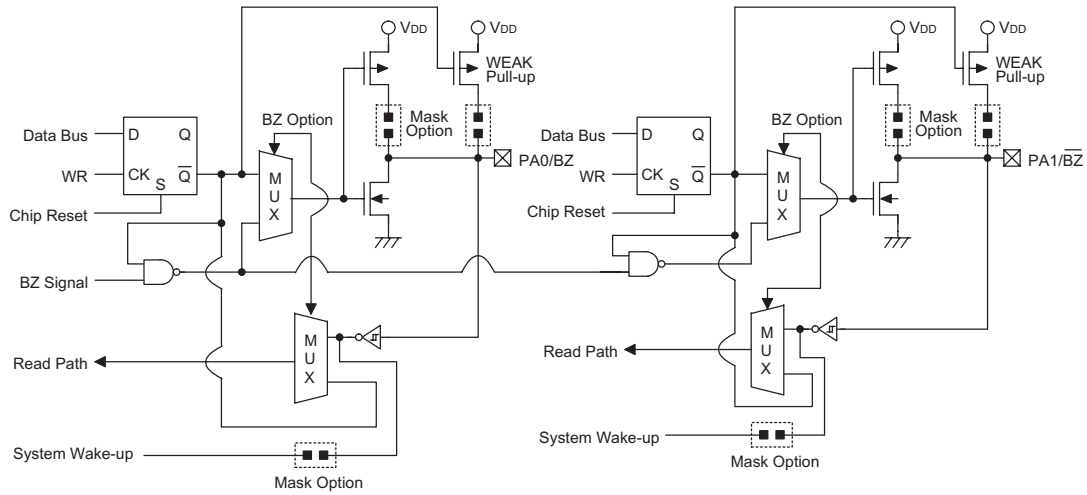 VDD
VDD
WEAK
Pull-up
Mask
Option
BZ Option
Data Bus
D
Q
WR
CK
S
Q̅
Chip Reset
M
U
X
PA0/BZ
BZ Signal
M
U
X
Read Path
System Wake-up
Mask Option
VDD
VDD
WEAK
Pull-up
Mask
Option
BZ Option
Data Bus
D
Q
WR
CK
S
Q̅
Chip Reset
M
U
X
PA1/B̅Z̅
M
U
X
Read Path
System Wake-up
Mask Option